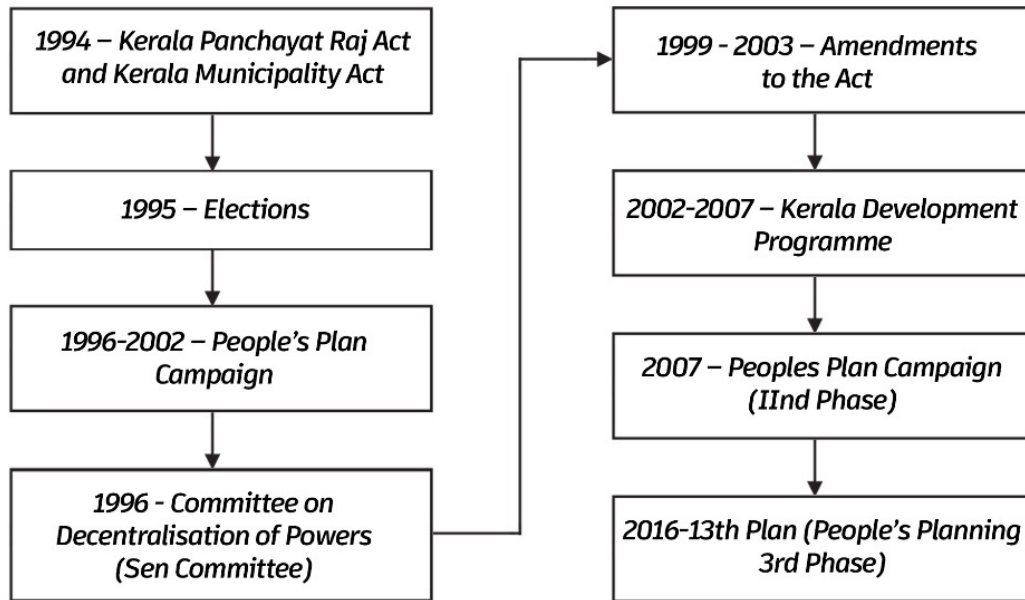 1994 – Kerala Panchayat Raj Act
and Kerala Municipality Act
1995 – Elections
1996-2002 – People’s Plan
Campaign
1996 - Committee on
Decentralisation of Powers
(Sen Committee)
1999 - 2003 – Amendments
to the Act
2002-2007 – Kerala Development
Programme
2007 – Peoples Plan Campaign
(IInd Phase)
2016-13th Plan (People’s Planning
3rd Phase)